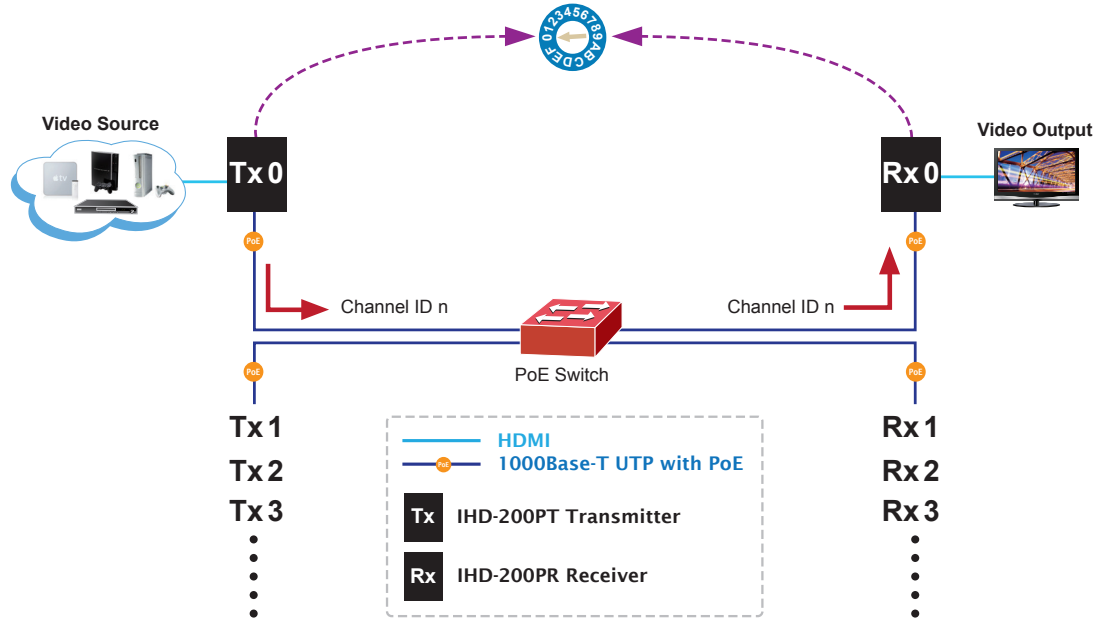 0123456789ABCDEF
Video Source
tv
Tx 0
Rx 0
Video Output
PoE
PoE
Channel ID n
Channel ID n
PoE Switch
PoE
PoE
Tx 1
Rx 1
Tx 2
Rx 2
Tx 3
Rx 3
HDMI
PoE
1000Base-T UTP with PoE
Tx
IHD-200PT Transmitter
Rx
IHD-200PR Receiver